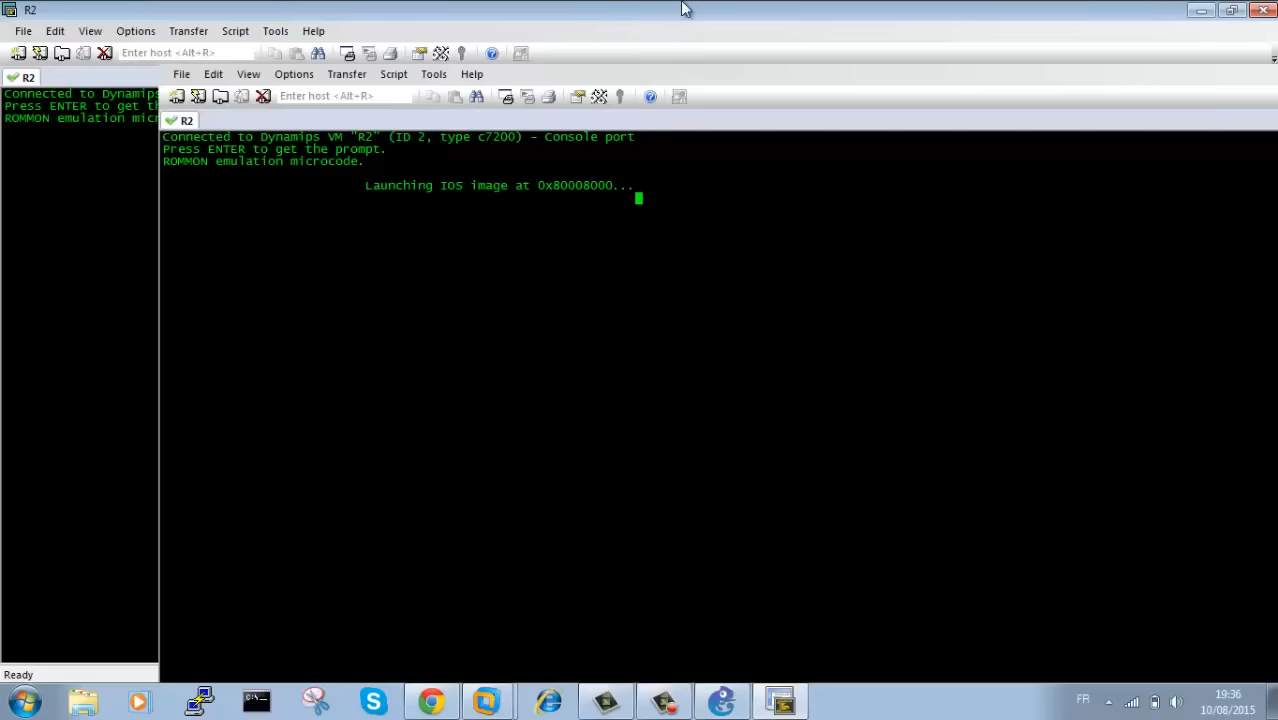 R2
File Edit View Options Transfer Script Tools Help
Enter host <Alt+R>
R2
Connected to Dynamips
Press ENTER to get th
ROMMON emulation micr
File Edit View Options Transfer Script Tools Help
Enter host <Alt+R>
R2
Connected to Dynamips VM "R2" (ID 2, type c7200) - Console port
Press ENTER to get the prompt.
ROMMON emulation microcode.
Launching IOS image at 0x80008000...
Ready
FR
19:36
10/08/2015